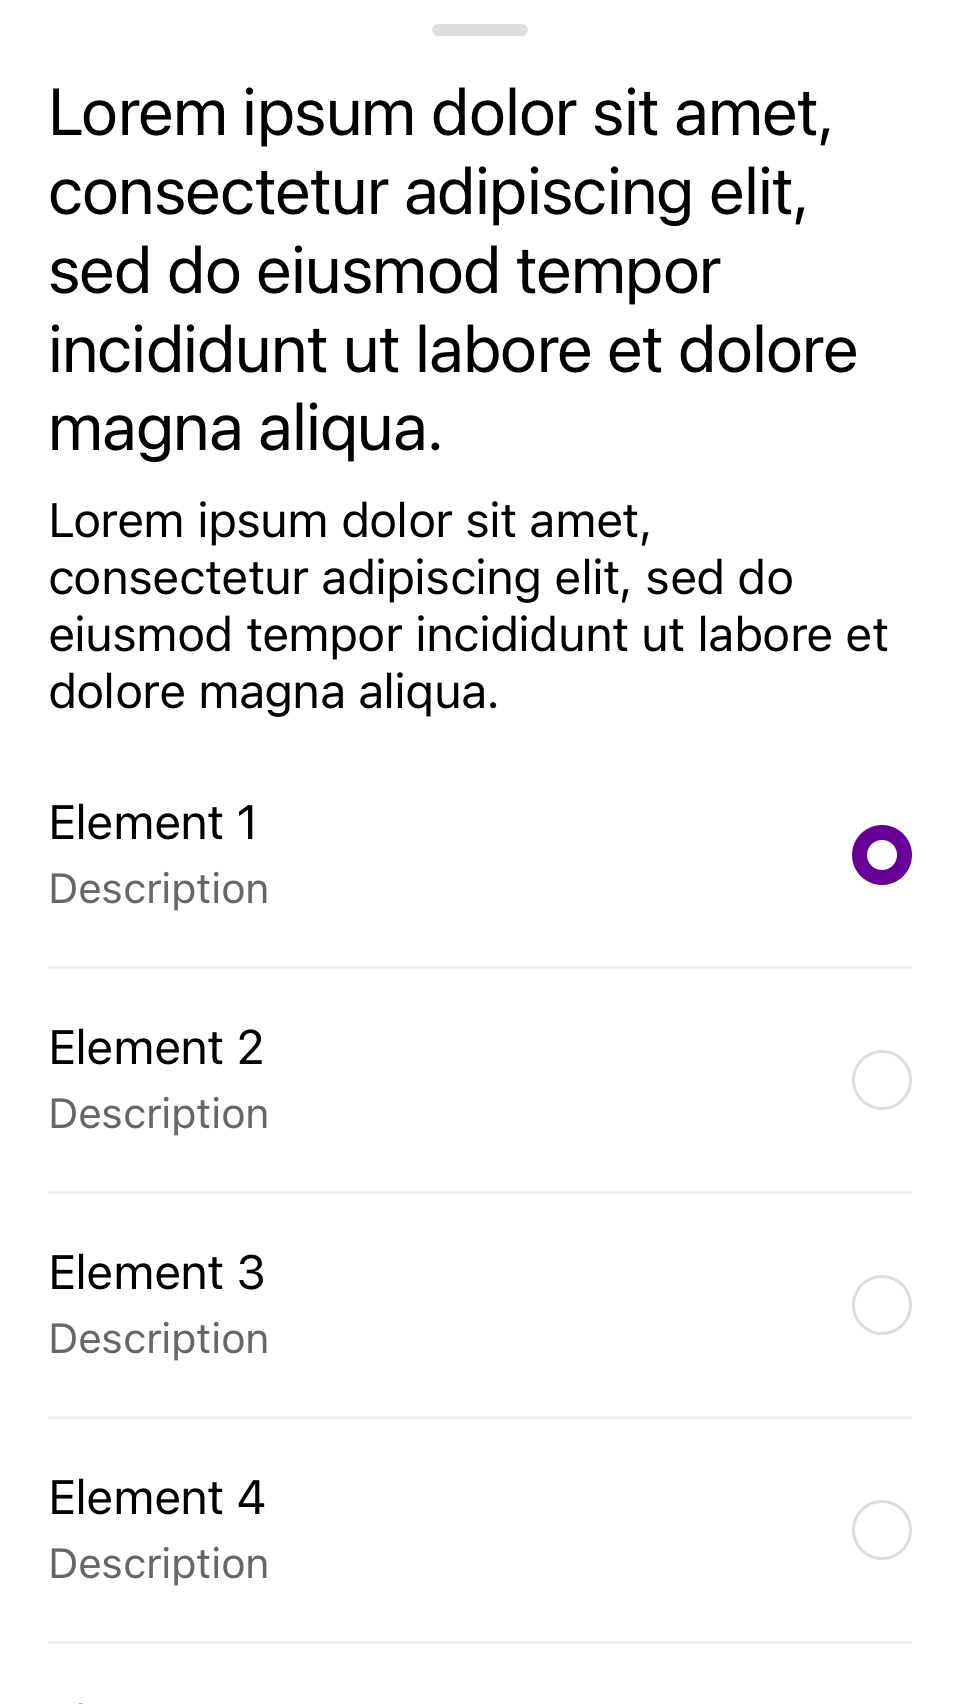 Lorem ipsum dolor sit amet,
consectetur adipiscing elit,
sed do eiusmod tempor
incididunt ut labore et dolore
magna aliqua.
Lorem ipsum dolor sit amet,
consectetur adipiscing elit, sed do
eiusmod tempor incididunt ut labore et
dolore magna aliqua.
Element 1
Description
Element 2
Description
Element 3
Description
Element 4
Description